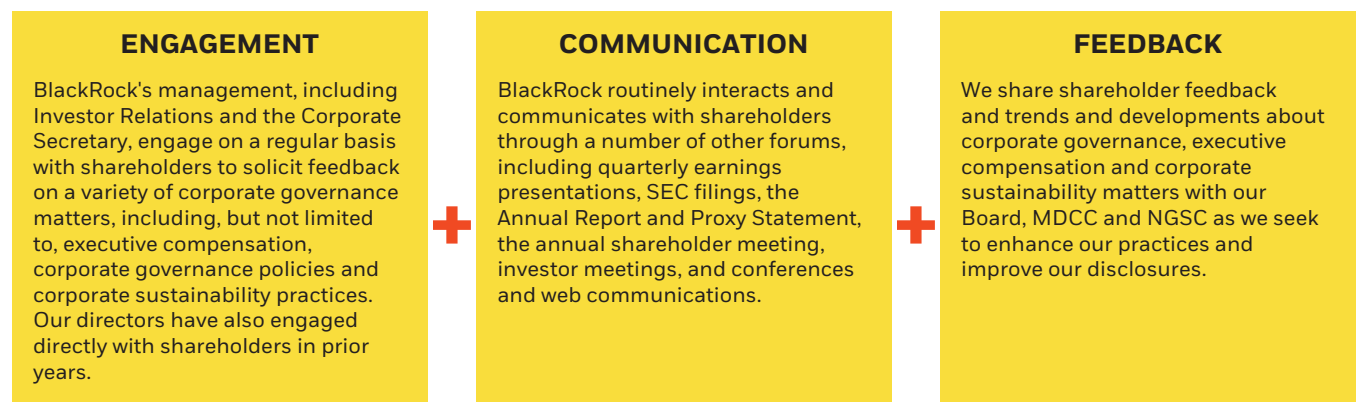 ENGAGEMENT
BlackRock's management, including
Investor Relations and the Corporate
Secretary, engage on a regular basis
with shareholders to solicit feedback
on a variety of corporate governance
matters, including, but not limited
to, executive compensation,
corporate governance policies and
corporate sustainability practices.
Our directors have also engaged
directly with shareholders in prior
years.
COMMUNICATION
BlackRock routinely interacts and
communicates with shareholders
through a number of other forums,
including quarterly earnings
presentations, SEC filings, the
Annual Report and Proxy Statement,
the annual shareholder meeting,
investor meetings, and conferences
and web communications.
FEEDBACK
We share shareholder feedback
and trends and developments about
corporate governance, executive
compensation and corporate
sustainability matters with our
Board, MDCC and NGSC as we seek
to enhance our practices and
improve our disclosures.